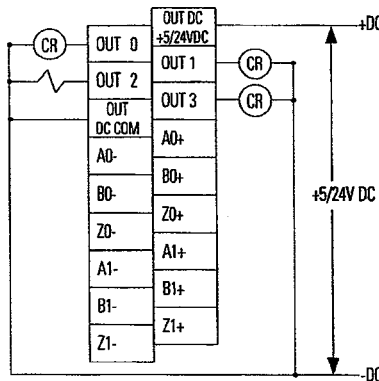 OUT DC
+5/24VDC
+DC
CR
OUT 0
OUT 1
CR
OUT 2
OUT 3
CR
OUT
DC COM
A0+
A0-
B0+
B0-
+5/24V DC
Z0+
Z0-
A1+
A1-
B1+
B1-
Z1+
Z1-
-DC